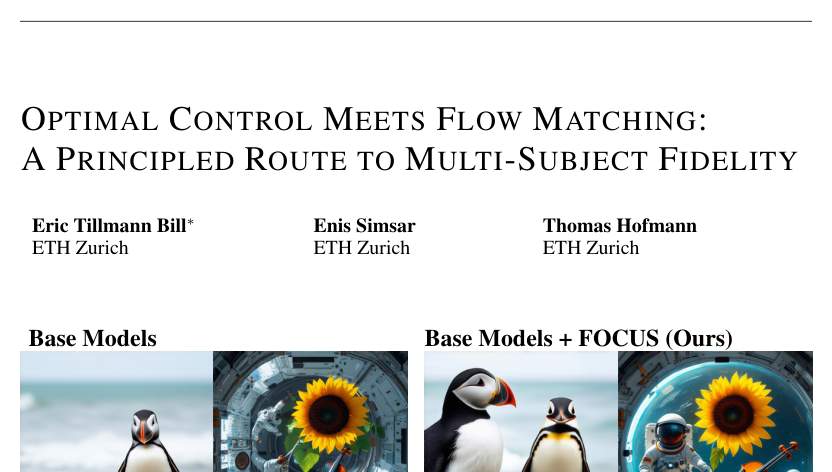 OPTIMAL CONTROL MEETS FLOW MATCHING:
A PRINCIPLED ROUTE TO MULTI-SUBJECT FIDELITY
Eric Tillmann Bill* Enis Simsar Thomas Hofmann
ETH Zurich ETH Zurich ETH Zurich
Base Models Base Models + FOCUS (Ours)